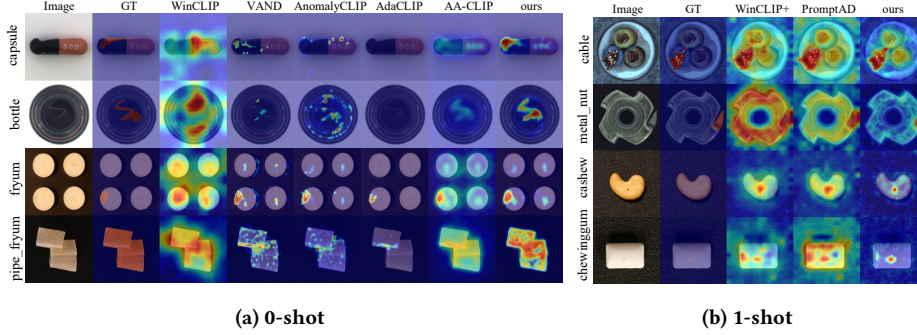 Image GT WinCLIP VAND AnomalyCLIP AdaCLIP AA-CLIP ours
capsule
bottle
fryum
pipe_fryum
(a) 0-shot
Image GT WinCLIP+ PromptAD ours
cable
metal_nut
cashew
chewinggum
(b) 1-shot